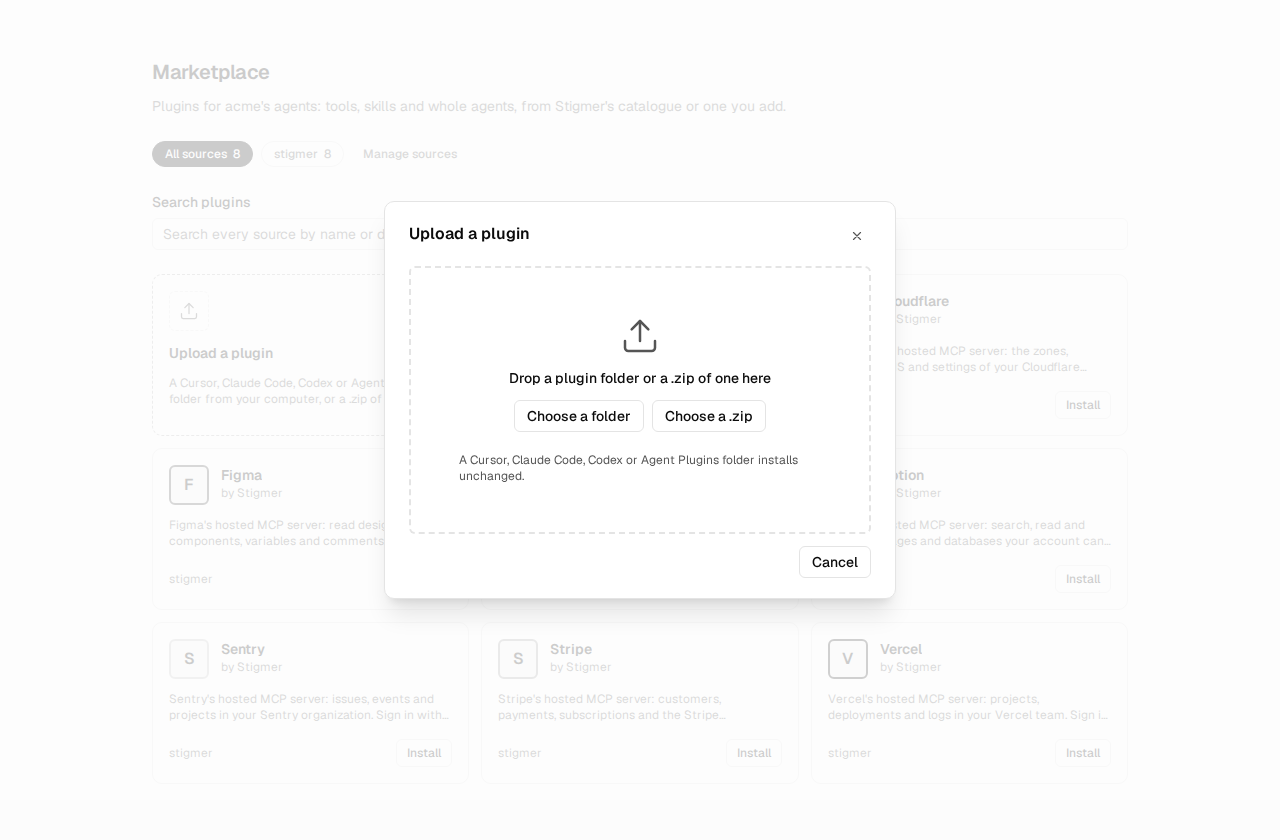 Marketplace
Plugins for acme's agents: tools, skills and whole agents, from Stigmer's catalogue or one you add.
All sources 8
stigmer 8
Manage sources
Search plugins
Search every source by name or d
Upload a plugin
A Cursor, Claude Code, Codex or Agent
folder from your computer, or a .zip of
oudflare
Stigmer
hosted MCP server: the zones,
S and settings of your Cloudflare…
Install
Upload a plugin
Drop a plugin folder or a .zip of one here
Choose a folder
Choose a .zip
A Cursor, Claude Code, Codex or Agent Plugins folder installs
unchanged.
Cancel
F
Figma
by Stigmer
Figma's hosted MCP server: read desig
components, variables and comments
stigmer
otion
Stigmer
ted MCP server: search, read and
ges and databases your account can…
Install
S
Sentry
by Stigmer
Sentry's hosted MCP server: issues, events and
projects in your Sentry organization. Sign in with…
stigmer
Install
S
Stripe
by Stigmer
Stripe's hosted MCP server: customers,
payments, subscriptions and the Stripe…
stigmer
Install
V
Vercel
by Stigmer
Vercel's hosted MCP server: projects,
deployments and logs in your Vercel team. Sign i…
stigmer
Install